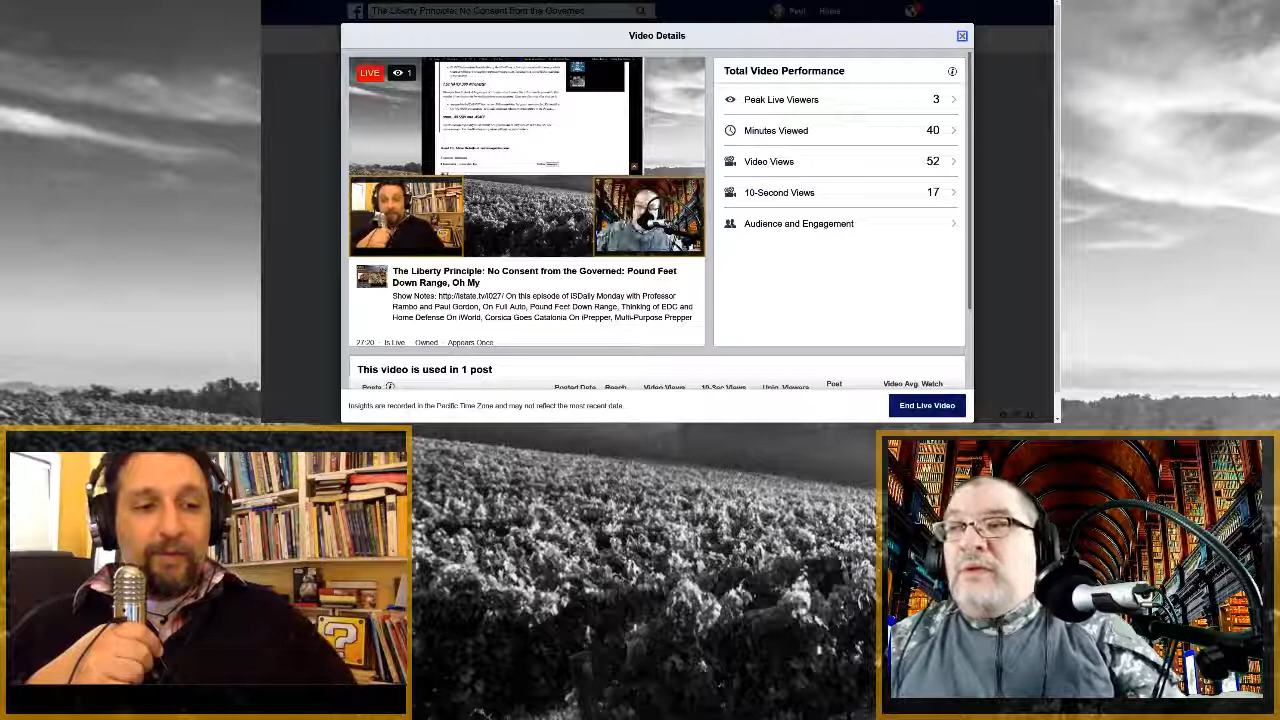 The Liberty Principle: No Consent from the Governed
Paul Home
Video Details
LIVE 1
Total Video Performance
Peak Live Viewers 3
Minutes Viewed 40
Video Views 52
10-Second Views 17
Audience and Engagement
The Liberty Principle: No Consent from the Governed: Pound Feet
Down Range, Oh My
Show Notes: http://istate.tv/l027/ On this episode of ISDaily Monday with Professor
Rambo and Paul Gordon, On Full Auto, Pound Feet Down Range, Thinking of EDC and
Home Defense On iWorld, Corsica Goes Catalonia On iPrepper, Multi-Purpose Prepper
27:20 · Is Live Owned · Appears Once
This video is used in 1 post
Posts Posted Date Reach Video Views 10-Sec Views Uniq. Viewers Post Video Avg. Watch
Insights are recorded in the Pacific Time Zone and may not reflect the most recent data.
End Live Video
?